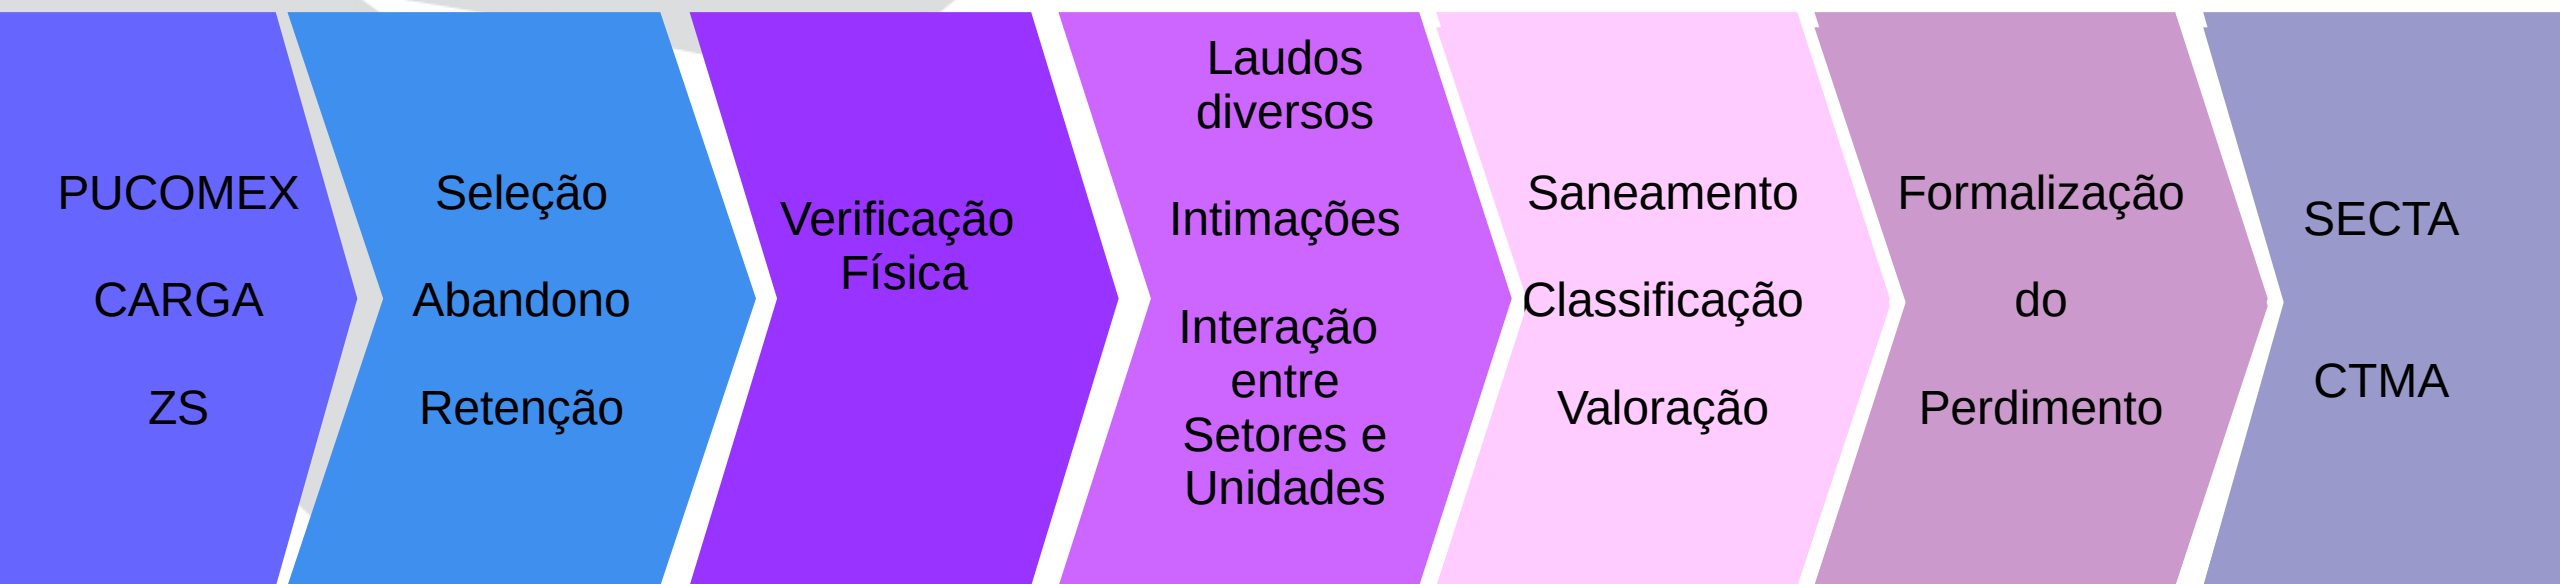 PUCOMEX
CARGA
ZS
Seleção
Abandono
Retenção
Verificação
Física
Laudos
diversos
Intimações
Interação
entre
Setores e
Unidades
Saneamento
Classificação
Valoração
Formalização
do
Perdimento
SECTA
CTMA